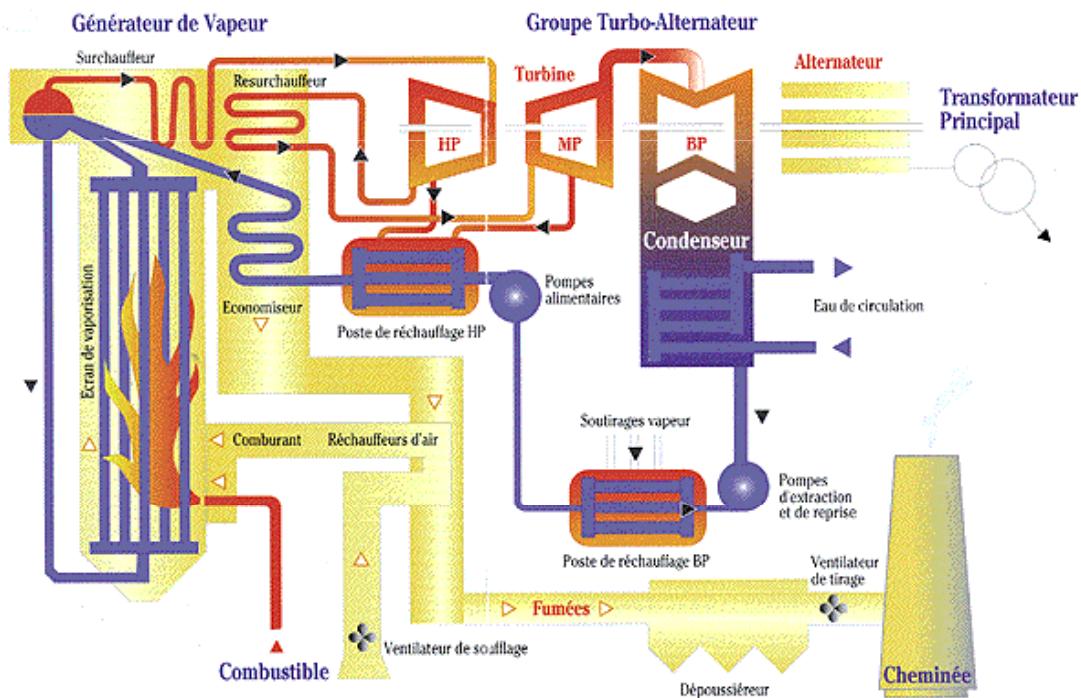 Générateur de Vapeur
Groupe Turbo-Alternateur
Surchauffeur
Resurchauffeur
Turbine
Alternateur
Transformateur
Principal
HP
MP
BP
Condenseur
Economiseur
Poste de réchauffage HP
Pompes
alimentaires
Eau de circulation
Ecran de vaporisation
Comburant
Réchauffeurs d'air
Soutirages vapeur
Pompes
d'extraction
et de reprise
Poste de réchauffage BP
Ventilateur
de tirage
Fumées
Combustible
Ventilateur de soufflage
Dépoussiéreur
Cheminée